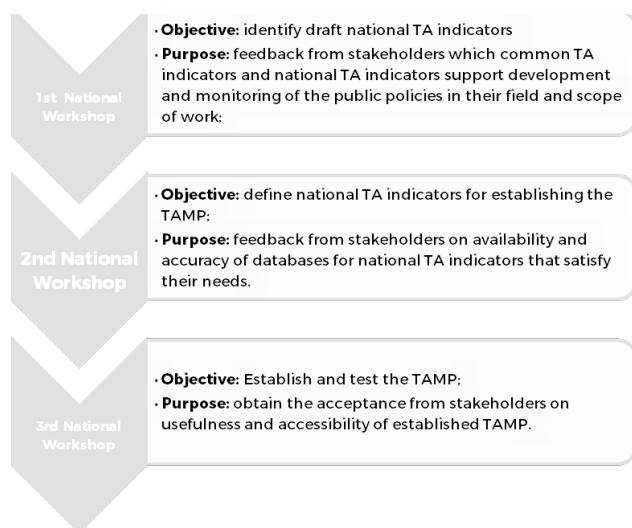 1st National
Workshop
· Objective: identify draft national TA indicators
· Purpose: feedback from stakeholders which common TA
indicators and national TA indicators support development
and monitoring of the public policies in their field and scope
of work;
2nd National
Workshop
· Objective: define national TA indicators for establishing the
TAMP;
· Purpose: feedback from stakeholders on availability and
accuracy of databases for national TA indicators that satisfy
their needs.
3rd National
Workshop
· Objective: Establish and test the TAMP;
· Purpose: obtain the acceptance from stakeholders on
usefulness and accessibility of established TAMP.